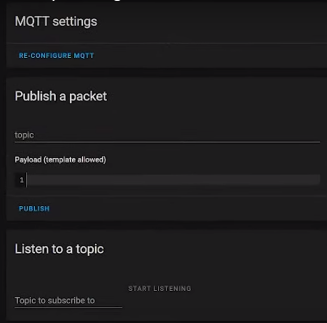 MQTT settings
RE-CONFIGURE MQTT
Publish a packet
topic
Payload (template allowed)
1
PUBLISH
Listen to a topic
START LISTENING
Topic to subscribe to